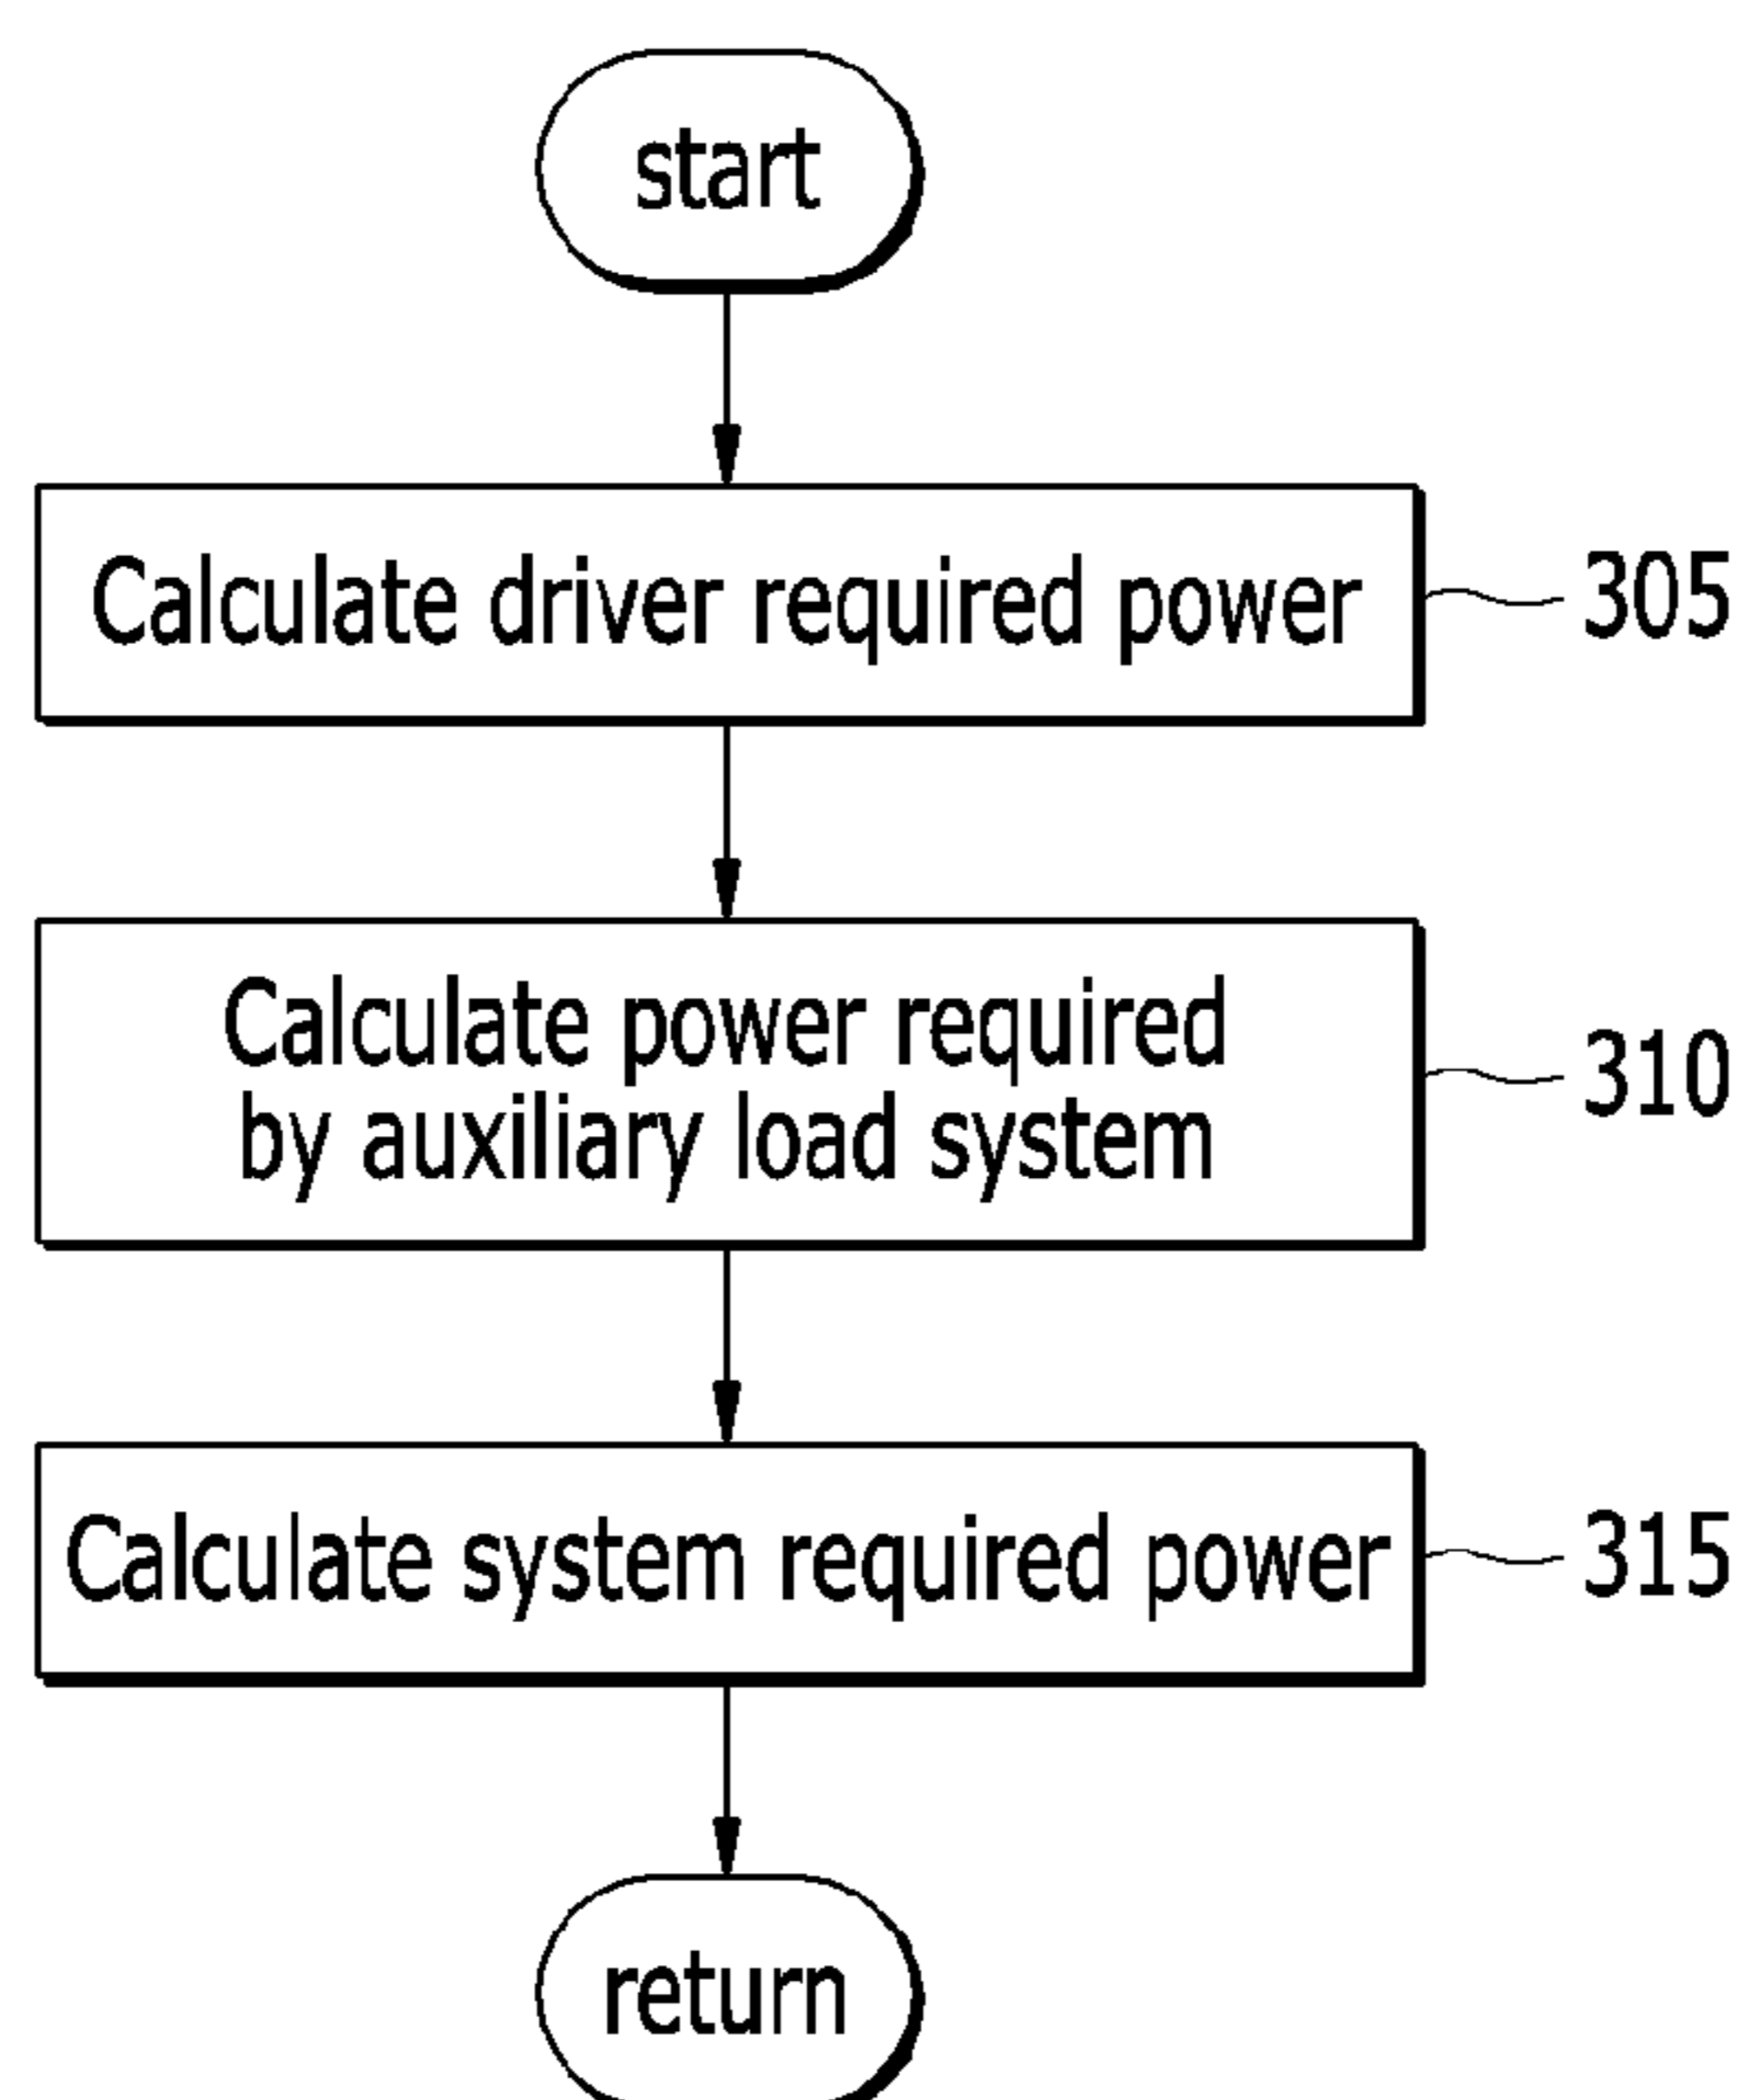 start
Calculate driver required power
305
Calculate power required
by auxiliary load system
310
Calculate system required power
315
return